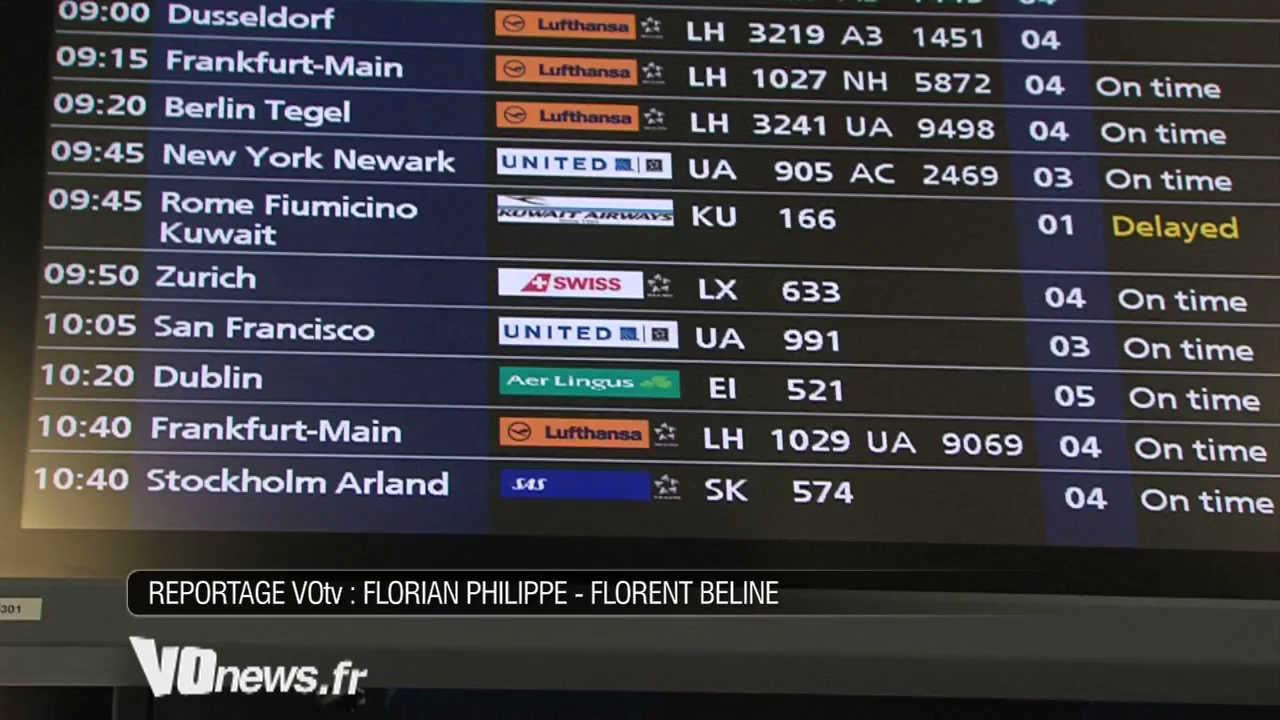 09:00 Dusseldorf Lufthansa LH 3219 A3 1451 04
09:15 Frankfurt-Main Lufthansa LH 1027 NH 5872 04 On time
09:20 Berlin Tegel Lufthansa LH 3241 UA 9498 04 On time
09:45 New York Newark UNITED UA 905 AC 2469 03 On time
09:45 Rome Fiumicino KUWAIT AIRWAYS KU 166 01 Delayed
Kuwait
09:50 Zurich SWISS LX 633 04 On time
10:05 San Francisco UNITED UA 991 03 On time
10:20 Dublin Aer Lingus EI 521 05 On time
10:40 Frankfurt-Main Lufthansa LH 1029 UA 9069 04 On time
10:40 Stockholm Arland SAS SK 574 04 On time
301
REPORTAGE VOtv : FLORIAN PHILIPPE - FLORENT BELINE
VOnews.fr